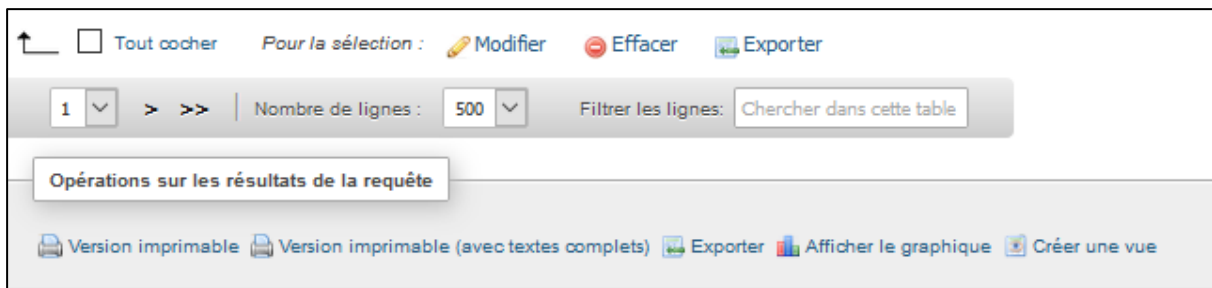 Tout cocher Pour la sélection : Modifier Effacer Exporter
1 > >> Nombre de lignes : 500 Filtrer les lignes: Chercher dans cette table
Opérations sur les résultats de la requête
Version imprimable Version imprimable (avec textes complets) Exporter Afficher le graphique Créer une vue